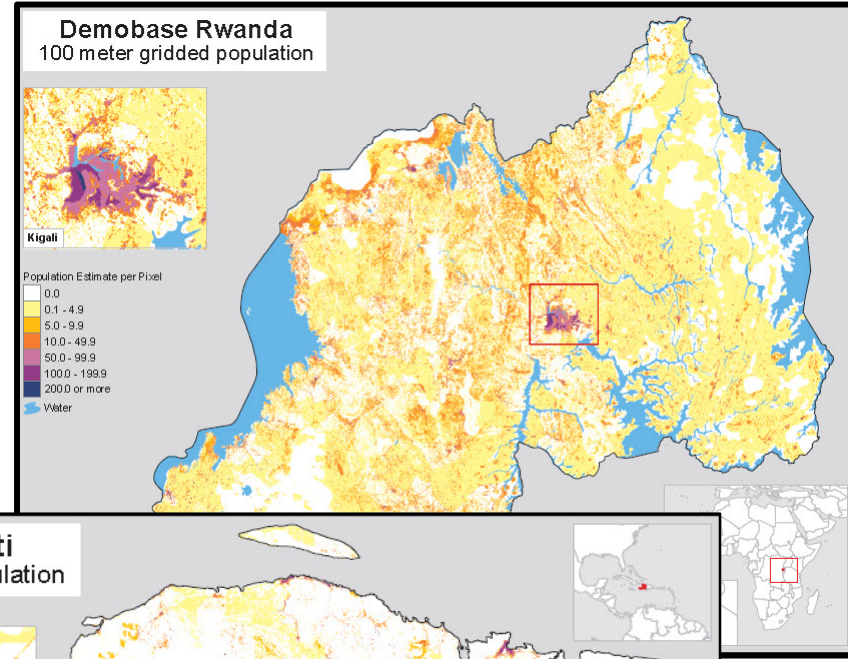 Demobase Rwanda
100 meter gridded population
Kigali
Population Estimate per Pixel
0.0
0.1 - 4.9
5.0 - 9.9
10.0 - 49.9
50.0 - 99.9
100.0 - 199.9
200.0 or more
Water
ti
ulation